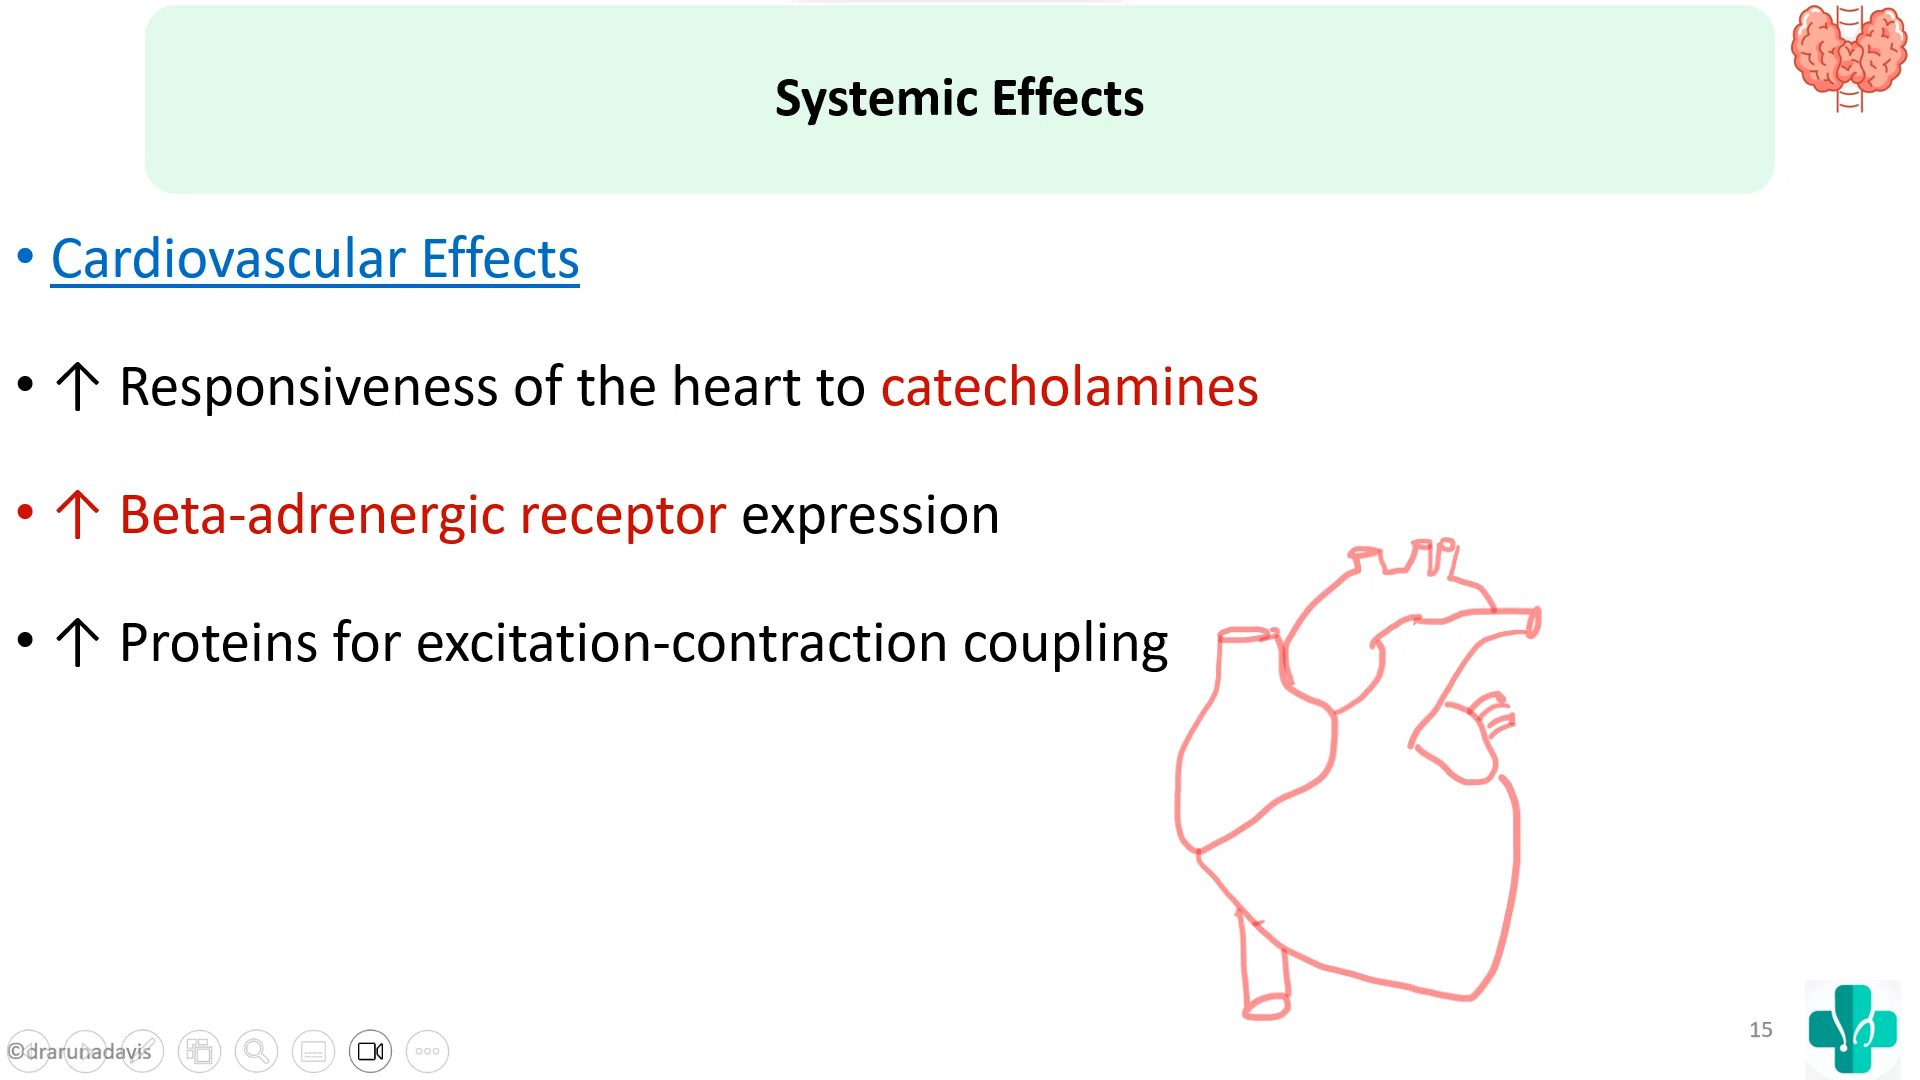 Systemic Effects
• Cardiovascular Effects
• ↑ Responsiveness of the heart to catecholamines
• ↑ Beta-adrenergic receptor expression
• ↑ Proteins for excitation-contraction coupling
15
©drarunadavis